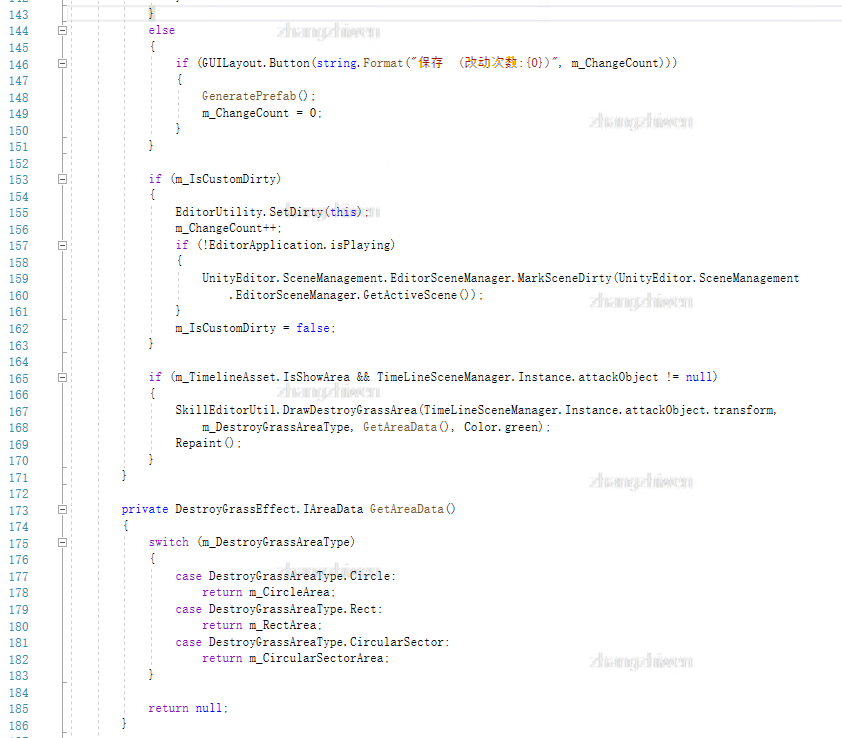 143 }
144 else
145 {
146 if (GUILayout.Button(string.Format("保存 (改动次数:{0})", m_ChangeCount)))
147 {
148 GeneratePrefab();
149 m_ChangeCount = 0;
150 }
151 }
152
153 if (m_IsCustomDirty)
154 {
155 EditorUtility.SetDirty(this);
156 m_ChangeCount++;
157 if (!EditorApplication.isPlaying)
158 {
159 UnityEditor.SceneManagement.EditorSceneManager.MarkSceneDirty(UnityEditor.SceneManagement
160 .EditorSceneManager.GetActiveScene());
161 }
162 m_IsCustomDirty = false;
163 }
164
165 if (m_TimelineAsset.IsShowArea && TimeLineSceneManager.Instance.attackObject != null)
166 {
167 SkillEditorUtil.DrawDestroyGrassArea(TimeLineSceneManager.Instance.attackObject.transform,
168 m_DestroyGrassAreaType, GetAreaData(), Color.green);
169 Repaint();
170 }
171 }
172
173 private DestroyGrassEffect.IAreaData GetAreaData()
174 {
175 switch (m_DestroyGrassAreaType)
176 {
177 case DestroyGrassAreaType.Circle:
178 return m_CircleArea;
179 case DestroyGrassAreaType.Rect:
180 return m_RectArea;
181 case DestroyGrassAreaType.CircularSector:
182 return m_CircularSectorArea;
183 }
184
185 return null;
186 }